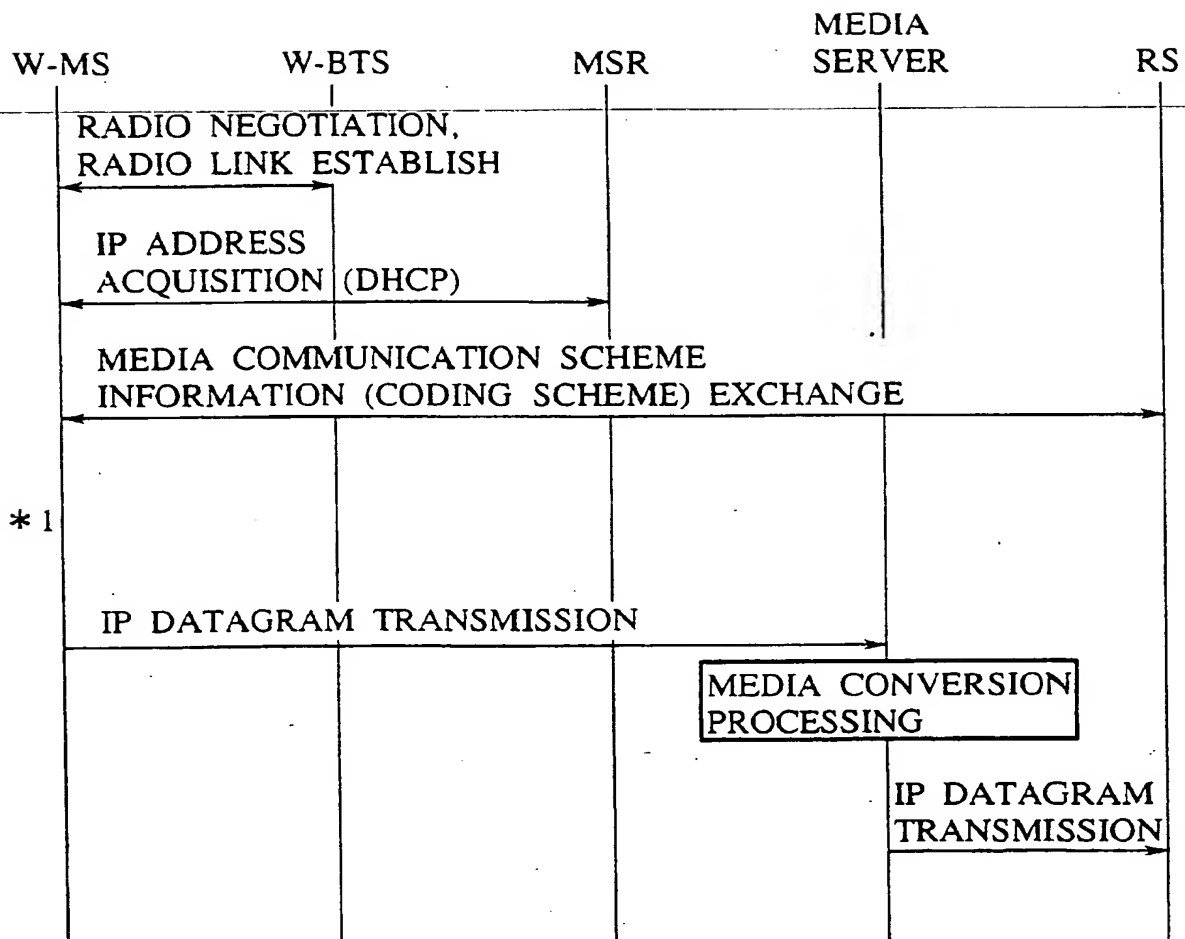 W-MS W-BTS MSR MEDIA SERVER RS
RADIO NEGOTIATION,
RADIO LINK ESTABLISH
IP ADDRESS
ACQUISITION (DHCP)
MEDIA COMMUNICATION SCHEME
INFORMATION (CODING SCHEME) EXCHANGE
* 1
IP DATAGRAM TRANSMISSION
MEDIA CONVERSION
PROCESSING
IP DATAGRAM
TRANSMISSION